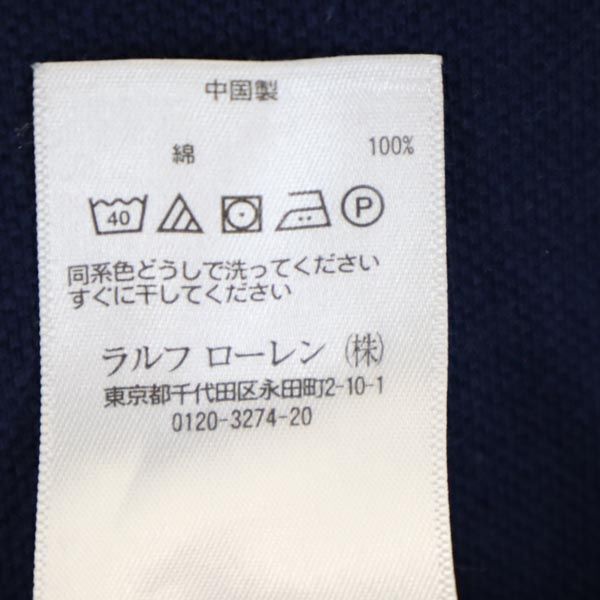 中国製
綿 100%
40 P
同系色どうしで洗ってください
すぐに干してください
ラルフ ローレン (株)
東京都千代田区永田町2-10-1
0120-3274-20